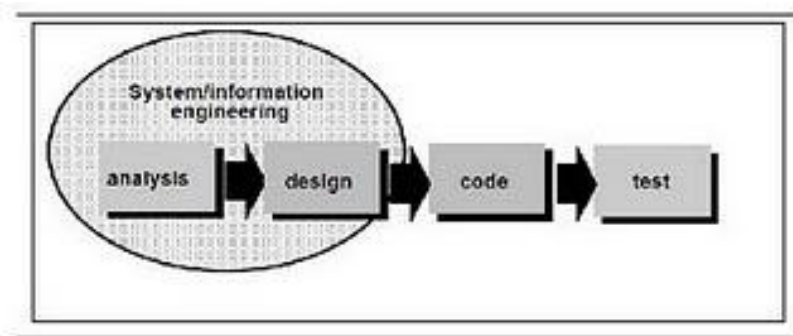 System/information
engineering
analysis
design
code
test